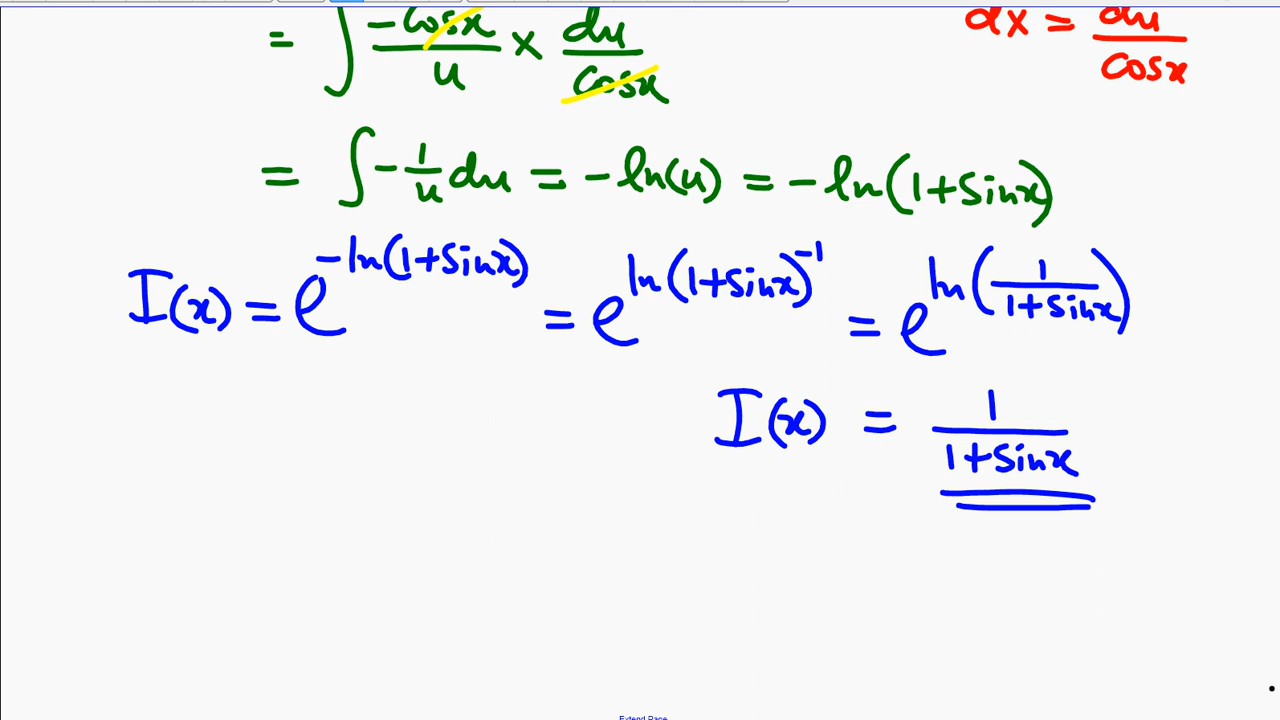 = ∫ -cosx/u × du/cosx
dx = du/cosx
= ∫ -1/u du = -ln(u) = -ln(1+sinx)
I(x) = e^(-ln(1+sinx)) = e^(ln(1+sinx)^-1) = e^(ln(1/(1+sinx)))
I(x) = 1/(1+sinx)
Extend Page